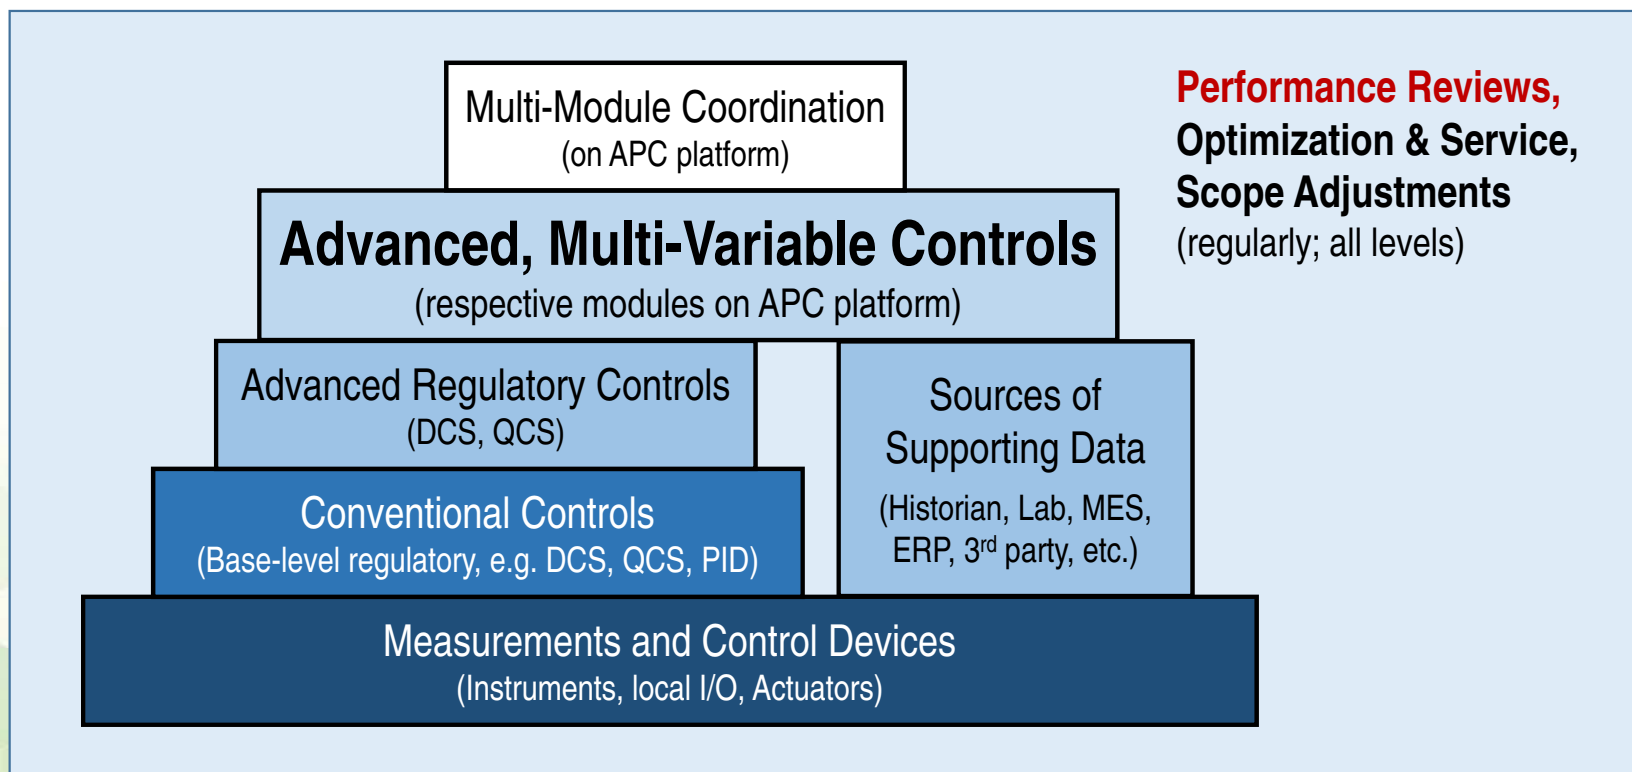 Multi-Module Coordination
(on APC platform)
Performance Reviews,
Optimization & Service,
Scope Adjustments
(regularly; all levels)
Advanced, Multi-Variable Controls
(respective modules on APC platform)
Advanced Regulatory Controls
(DCS, QCS)
Sources of
Supporting Data
(Historian, Lab, MES,
ERP, 3rd party, etc.)
Conventional Controls
(Base-level regulatory, e.g. DCS, QCS, PID)
Measurements and Control Devices
(Instruments, local I/O, Actuators)